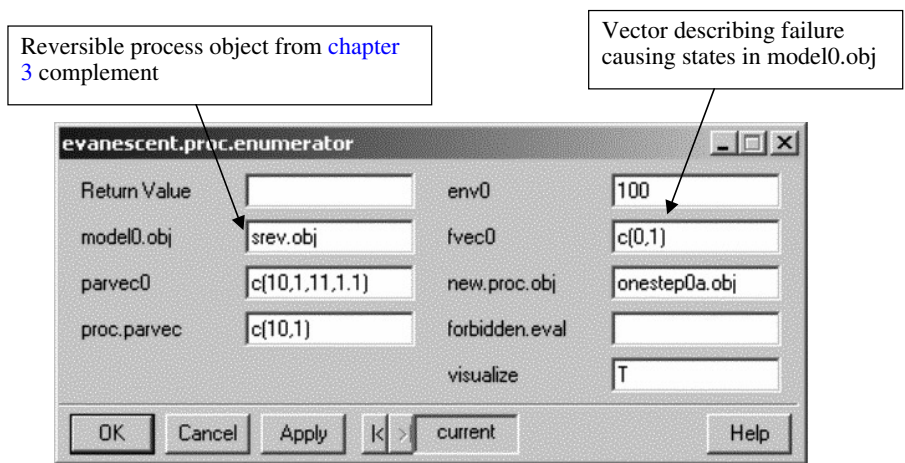 Reversible process object from chapter
3 complement
Vector describing failure
causing states in model0.obj
evanescent.proc.enumerator
Return Value
model0.obj srev.obj
parvec0 c(10,1,11,1.1)
proc.parvec c(10,1)
env0 100
fvec0 c(0,1)
new.proc.obj onestep0a.obj
forbidden.eval
visualize T
OK Cancel Apply current Help